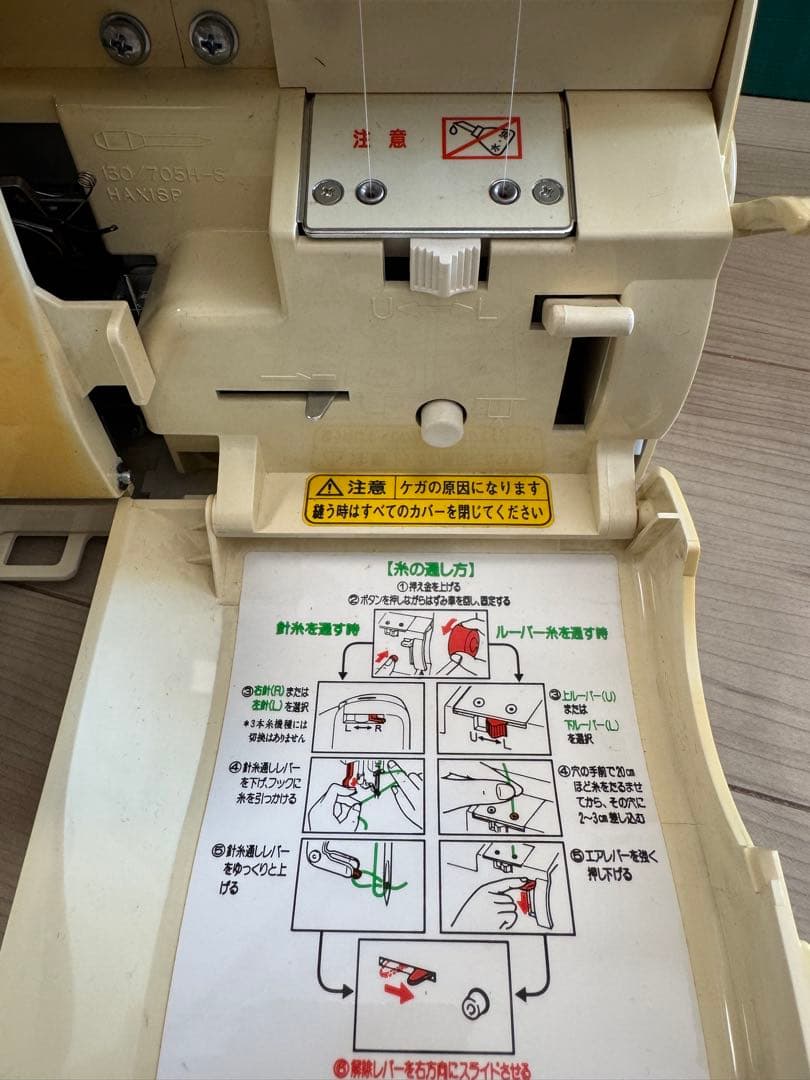 注意
水・油
130/705H-S
HAX1SP
U L
⚠注意 ケガの原因になります
縫う時はすべてのカバーを閉じてください
【糸の通し方】
①押え金を上げる
②ボタンを押しながらはずみ車を回し、固定する
針糸を通す時
ルーパー糸を通す時
③右針(R)または
左針(L)を選択
*3本糸機種には
切換はありません
L R
U L
③上ルーパー(U)
または
下ルーパー(L)
を選択
④針糸通しレバー
を下げ、フックに
糸を引っかける
④穴の手前で20cm
ほど糸をたるませ
てから、その穴に
2〜3cm差し込む
⑤針糸通しレバー
をゆっくりと上
げる
⑤エアレバーを強く
押し下げる
⑥解除レバーを右方向にスライドさせる